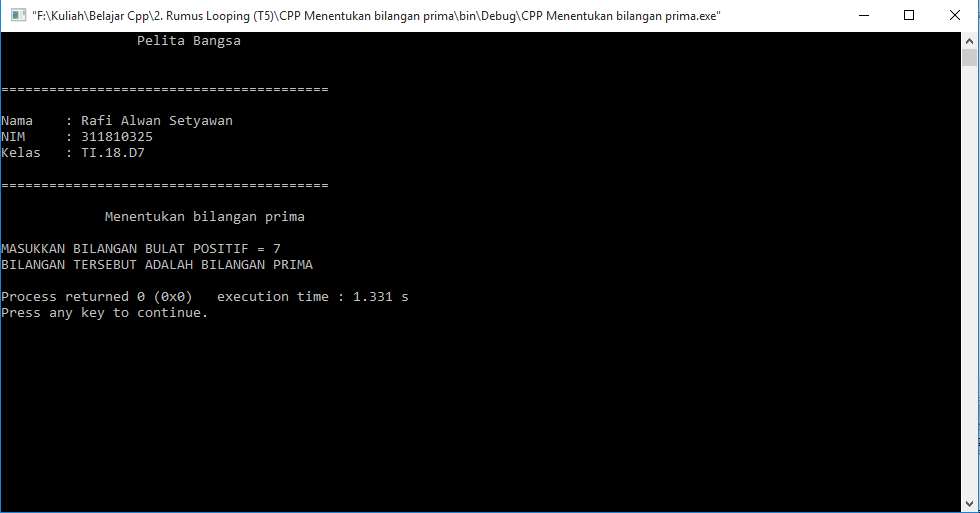 "F:\Kuliah\Belajar Cpp\2. Rumus Looping (T5)\CPP Menentukan bilangan prima\bin\Debug\CPP Menentukan bilangan prima.exe"
Pelita Bangsa
=========================================
Nama    : Rafi Alwan Setyawan
NIM     : 311810325
Kelas   : TI.18.D7
=========================================
Menentukan bilangan prima
MASUKKAN BILANGAN BULAT POSITIF = 7
BILANGAN TERSEBUT ADALAH BILANGAN PRIMA
Process returned 0 (0x0)   execution time : 1.331 s
Press any key to continue.